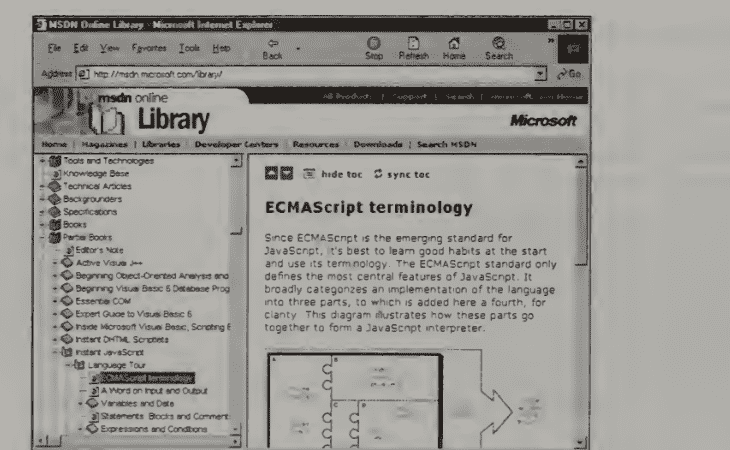 MSDN Online Library - Microsoft Internet Explorer
File Edit View Favorites Tools Help
Back
Stop Refresh Home Search
Address http://msdn.microsoft.com/library/ Go
msdn online
Library
All Products | Support | Search | microsoft.com Home
Microsoft
Home | Magazines | Libraries | Developer Centers | Resources | Downloads | Search MSDN
Tools and Technologies
Knowledge Base
Technical Articles
Backgrounders
Specifications
Books
Partial Books
Editor's Note
Active Visual J++
Beginning Object-Oriented Analysis and
Beginning Visual Basic 6 Database Prog
Essential COM
Expert Guide to Visual Basic 6
Inside Microsoft Visual Basic, Scripting E
Instant DHTML Scriptlets
Instant JavaScript
Language Tour
ECMAScript terminology
A Word on Input and Output
Variables and Data
Statements, Blocks and Comment
Expressions and Conditions
hide toc sync toc
ECMAScript terminology
Since ECMAScript is the emerging standard for
JavaScript, it's best to learn good habits at the start
and use its terminology. The ECMAScript standard only
defines the most central features of JavaScript. It
broadly categorizes an implementation of the language
into three parts, to which is added here a fourth, for
clarity. This diagram illustrates how these parts go
together to form a JavaScript interpreter.
A B
C D